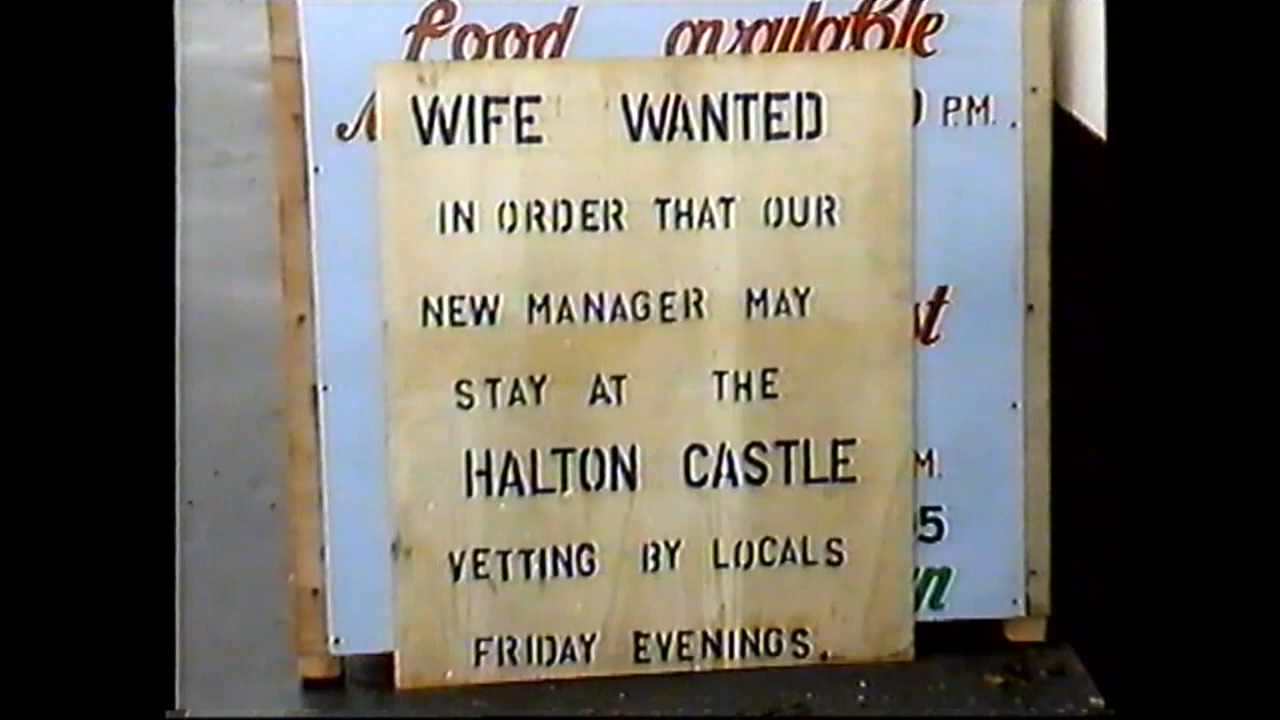 food available
P.M.
WIFE WANTED
IN ORDER THAT OUR
NEW MANAGER MAY
STAY AT THE
HALTON CASTLE
VETTING BY LOCALS
FRIDAY EVENINGS.